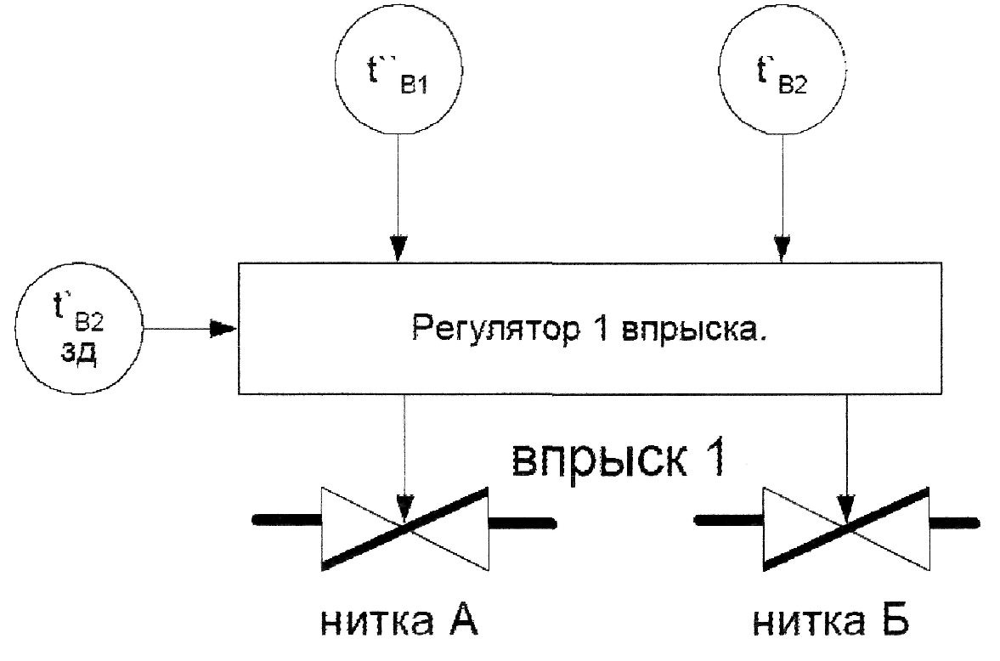 t``В1
t`В2
t`В2
зд
Регулятор 1 впрыска.
впрыск 1
нитка А
нитка Б